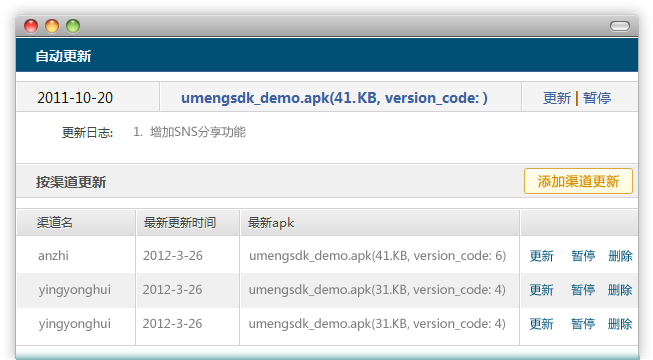 自动更新
2011-10-20 umengsdk_demo.apk(41.KB, version_code: ) 更新 | 暂停
更新日志: 1. 增加SNS分享功能
按渠道更新 添加渠道更新
渠道名 最新更新时间 最新apk
anzhi 2012-3-26 umengsdk_demo.apk(41.KB, version_code: 6) 更新 暂停 删除
yingyonghui 2012-3-26 umengsdk_demo.apk(31.KB, version_code: 4) 更新 暂停 删除
yingyonghui 2012-3-26 umengsdk_demo.apk(31.KB, version_code: 4) 更新 暂停 删除